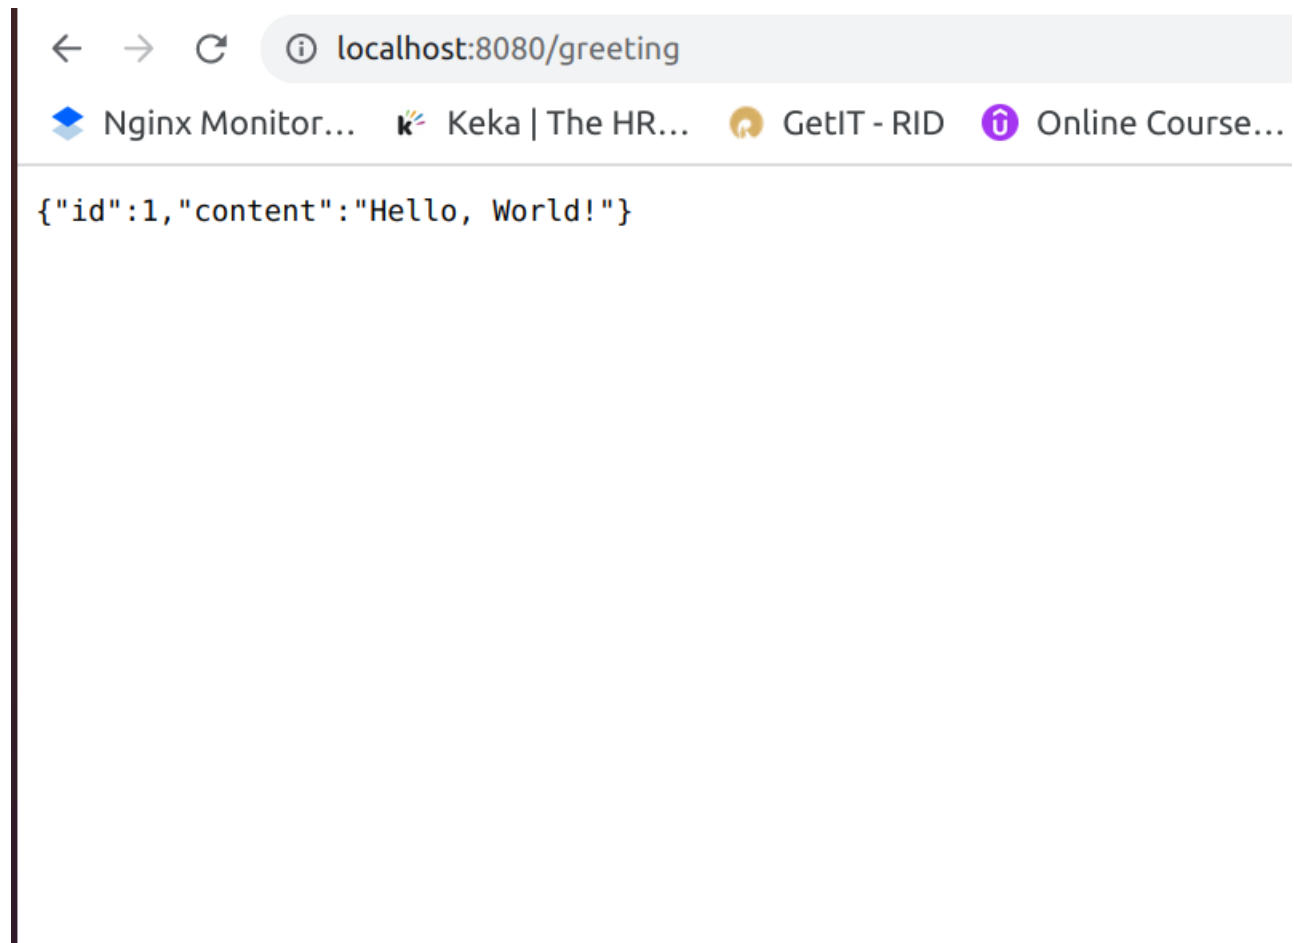 localhost:8080/greeting
Nginx Monitor... Keka | The HR... GetIT - RID Online Course...
{"id":1,"content":"Hello, World!"}